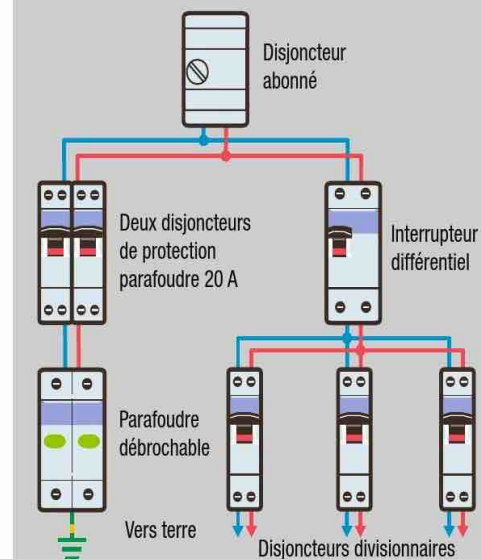 Disjoncteur
abonné
Deux disjoncteurs
de protection
parafoudre 20 A
Interrupteur
différentiel
Parafoudre
débrochable
Vers terre
Disjoncteurs divisionnaires